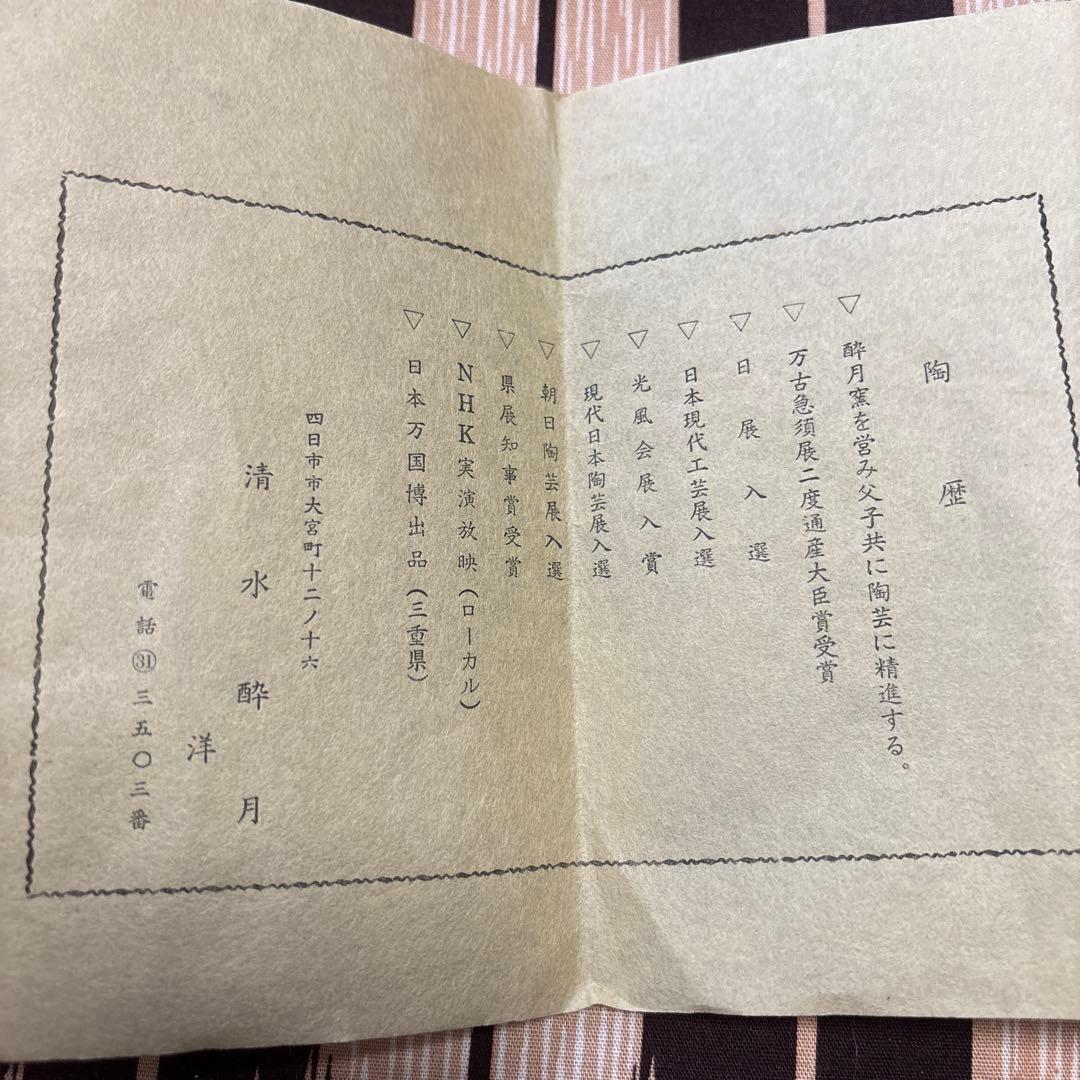 陶歴
▽酔月窯を営み父子共に陶芸に精進する。
▽万古急須展二度通産大臣賞受賞
▽日展入選
▽日本現代工芸展入選
▽光風会展入賞
▽現代日本陶芸展入選
▽朝日陶芸展入選
▽県展知事賞受賞
▽NHK実演放映(ローカル)
▽日本万国博出品(三重県)
四日市市大宮町十二ノ十六
清水酔月
洋
電話㉛三五〇三番